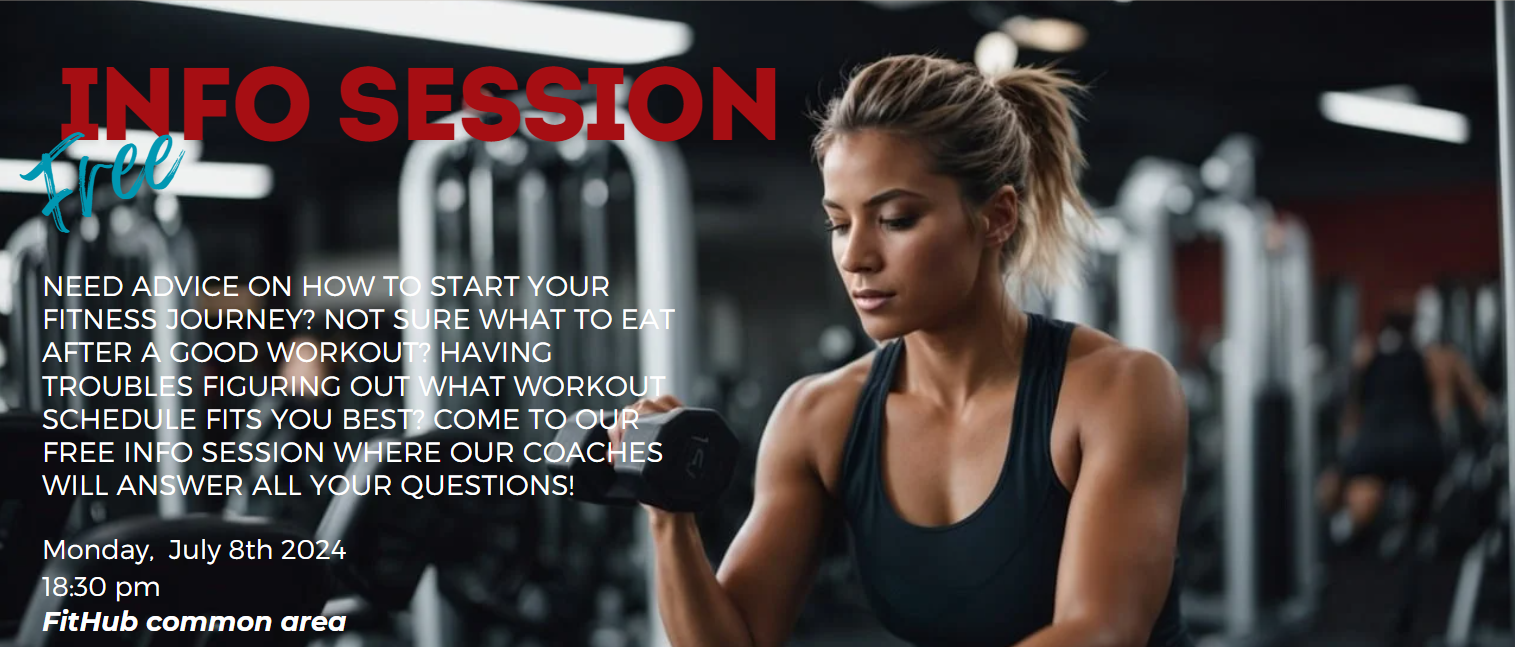 INFO SESSION
Free
NEED ADVICE ON HOW TO START YOUR
FITNESS JOURNEY? NOT SURE WHAT TO EAT
AFTER A GOOD WORKOUT? HAVING
TROUBLES FIGURING OUT WHAT WORKOUT
SCHEDULE FITS YOU BEST? COME TO OUR
FREE INFO SESSION WHERE OUR COACHES
WILL ANSWER ALL YOUR QUESTIONS!
Monday,  July 8th 2024
18:30 pm
FitHub common area